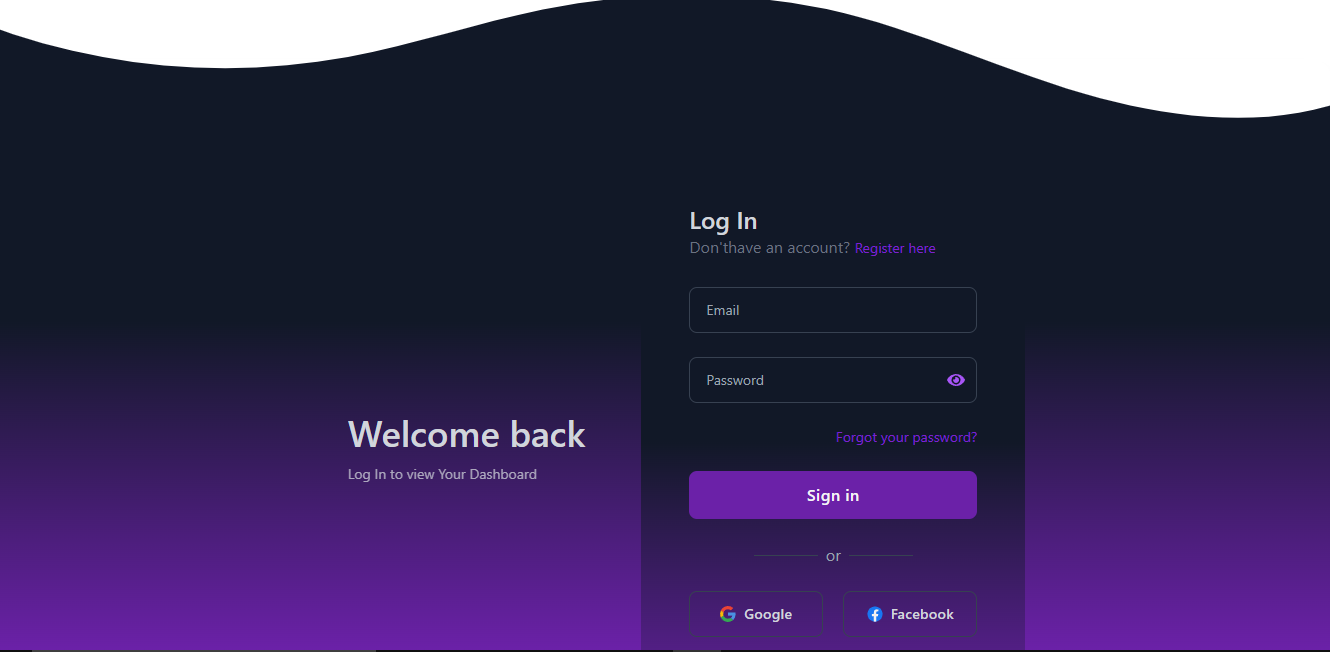 Log In
Don'thave an account? Register here
Email
Password
Forgot your password?
Welcome back
Log In to view Your Dashboard
Sign in
or
Google
Facebook